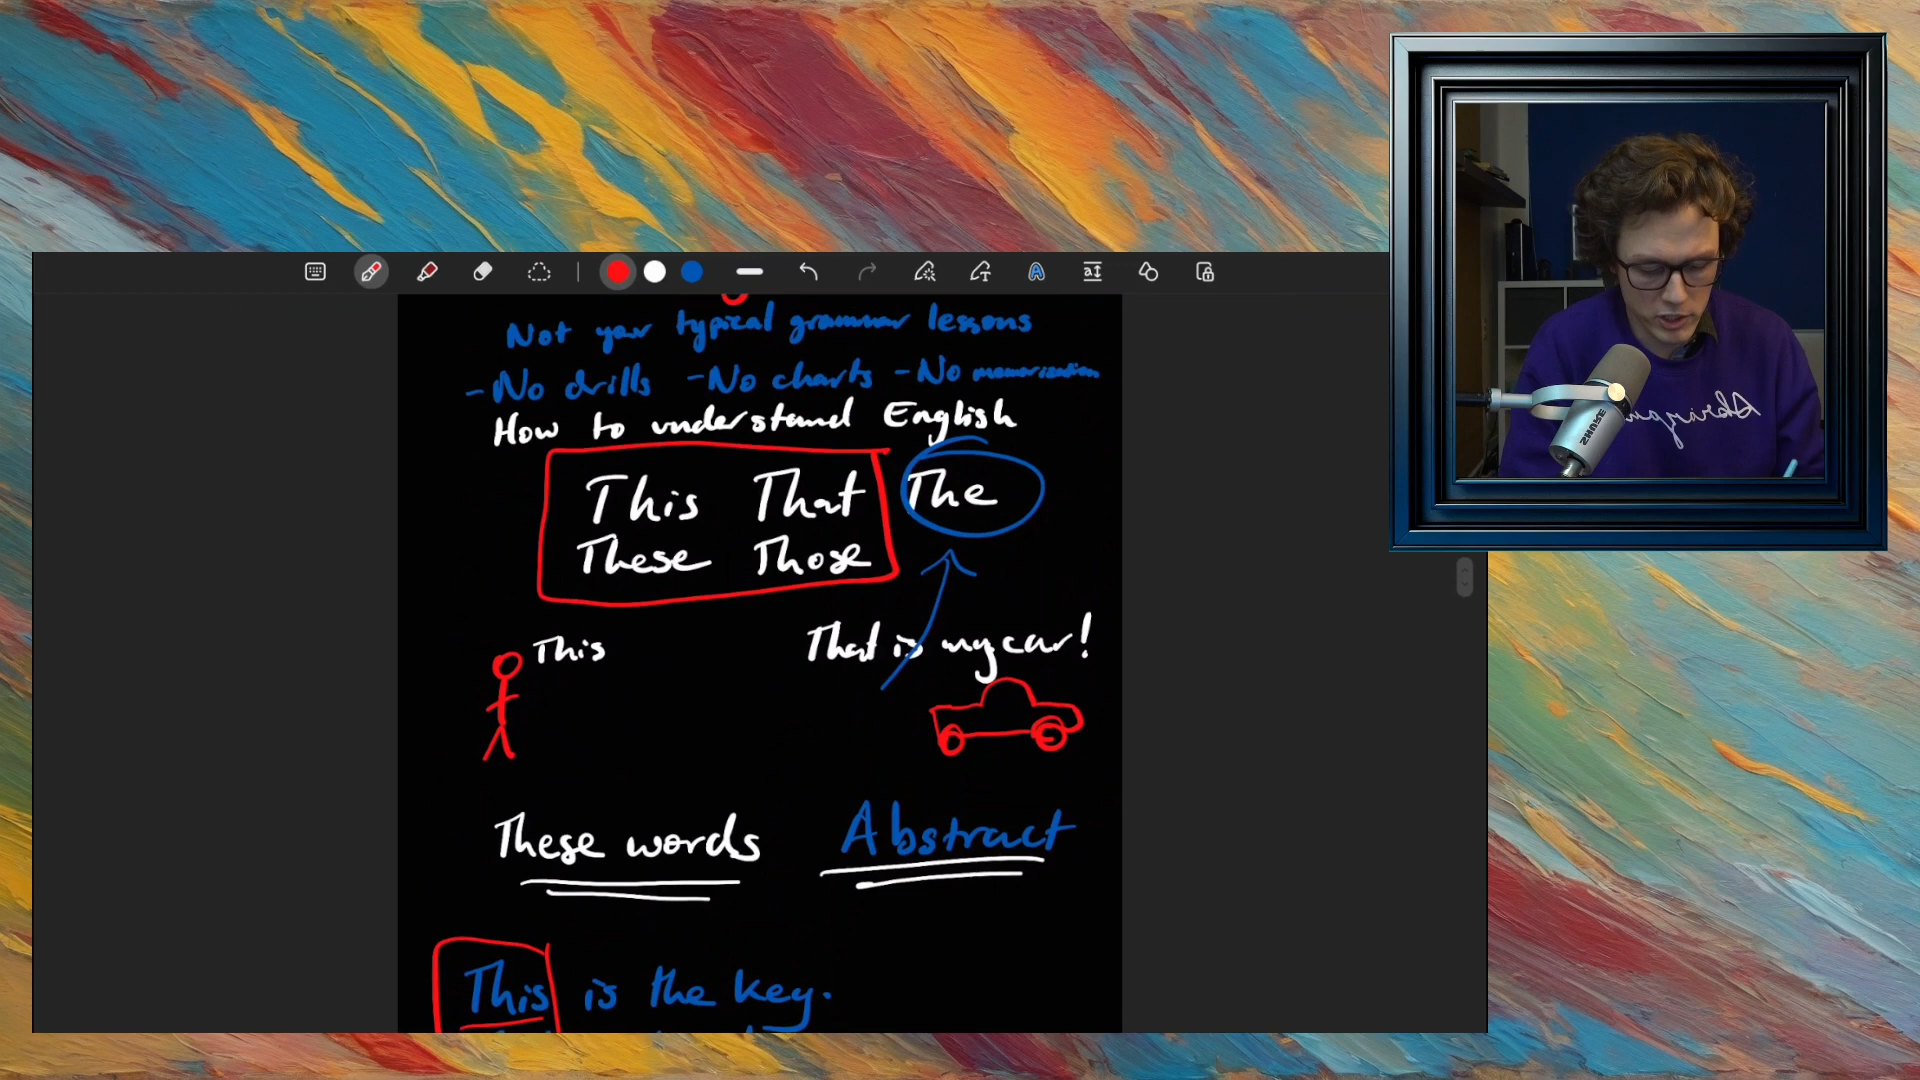 Not your typical grammar lessons
-No drills -No charts -No memorization
How to understand English
This That The
These Those
This
That is my car!
These words Abstract
This is the key.
SHURE